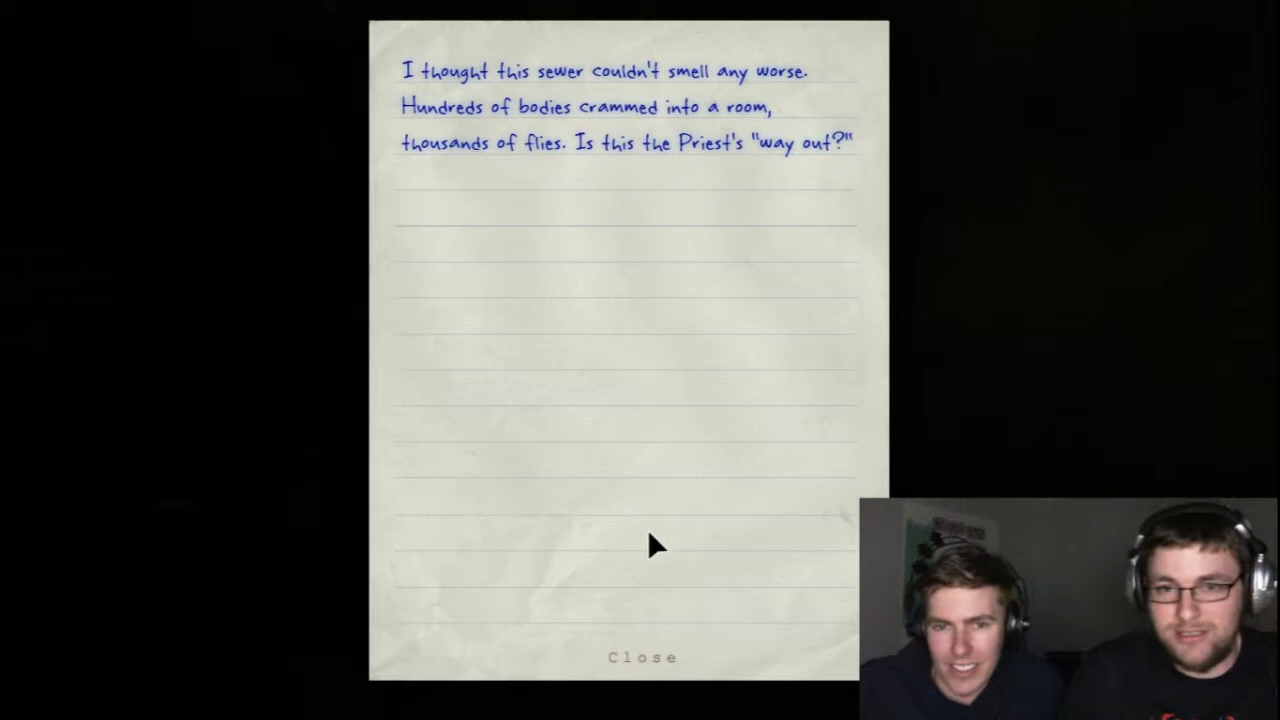 I thought this sewer couldn't smell any worse.
Hundreds of bodies crammed into a room,
thousands of flies. Is this the Priest's "way out?"
Close